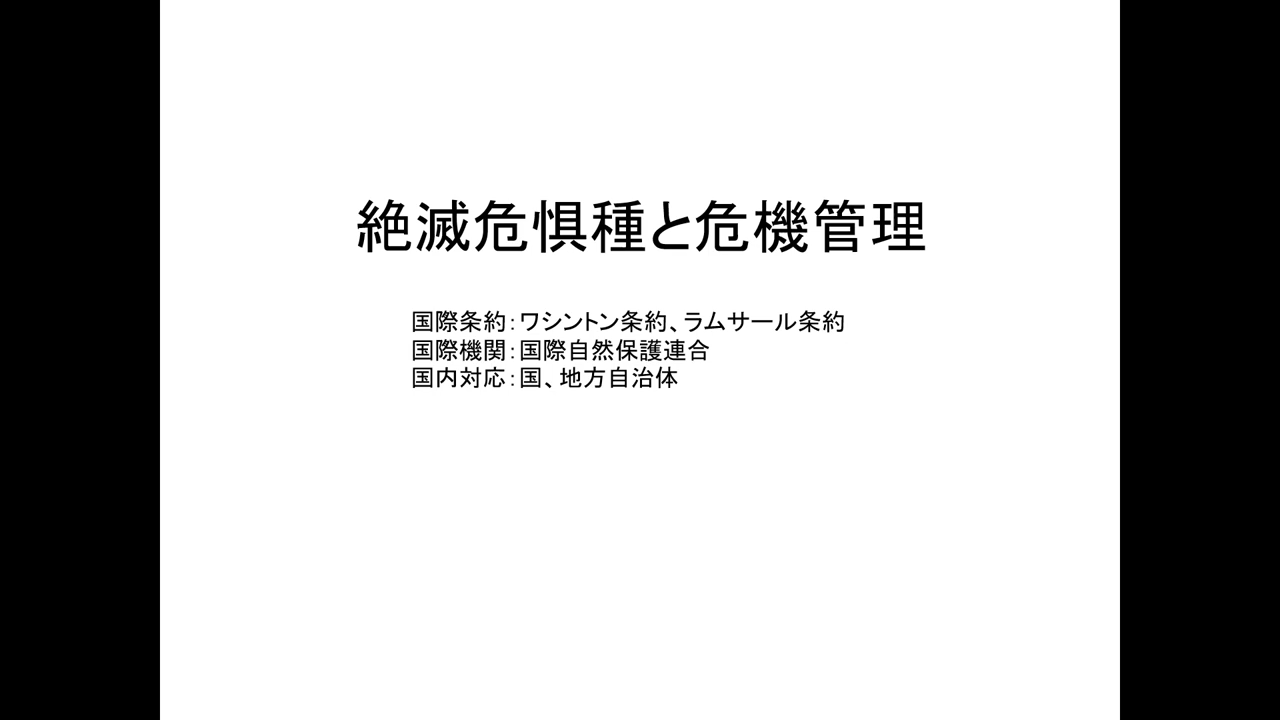 絶滅危惧種と危機管理
国際条約：ワシントン条約、ラムサール条約
国際機関：国際自然保護連合
国内対応：国、地方自治体